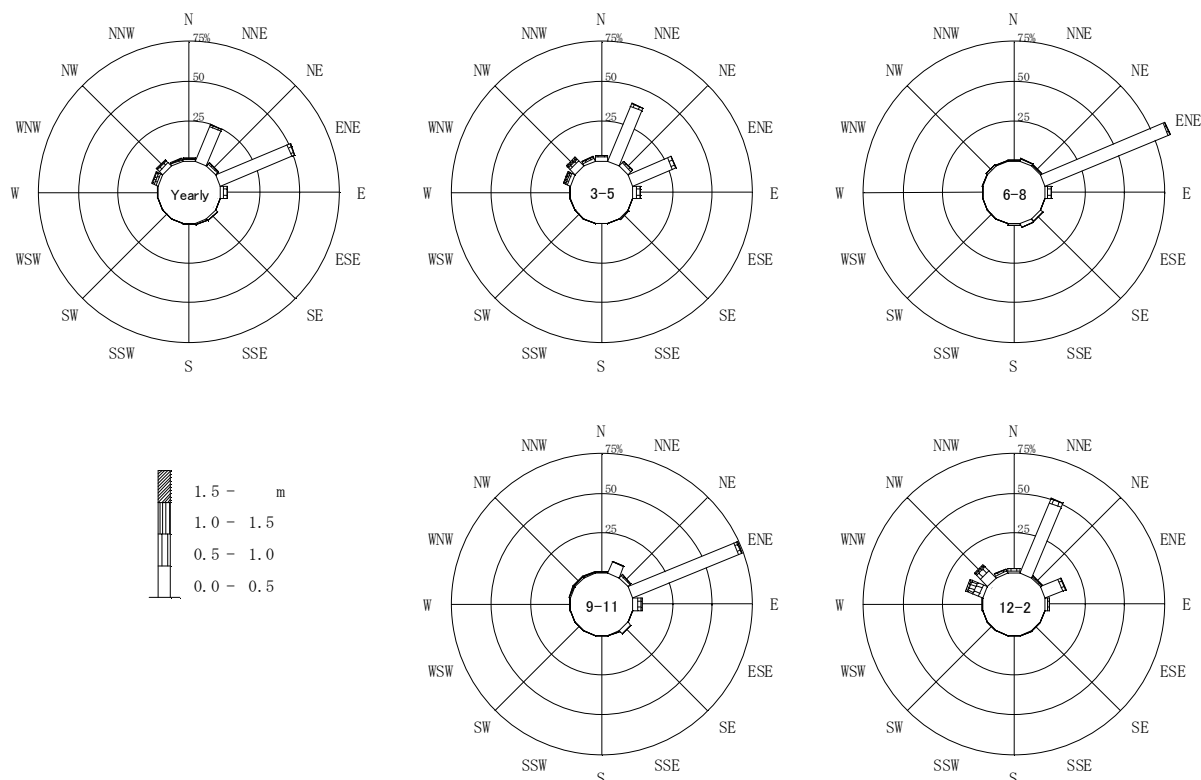 N
NNW NNE
75%
NW NE
50
WNW 25 ENE
W Yearly E
WSW ESE
SW SE
SSW SSE
S
N
NNW NNE
75%
NW NE
50
WNW 25 ENE
W 3-5 E
WSW ESE
SW SE
SSW SSE
S
N
NNW NNE
75%
NW NE
50
WNW 25 ENE
W 6-8 E
WSW ESE
SW SE
SSW SSE
S
1.5 - m
1.0 - 1.5
0.5 - 1.0
0.0 - 0.5
N
NNW NNE
75%
NW NE
50
WNW 25 ENE
W 9-11 E
WSW ESE
SW SE
SSW SSE
S
N
NNW NNE
75%
NW NE
50
WNW 25 ENE
W 12-2 E
WSW ESE
SW SE
SSW SSE
S